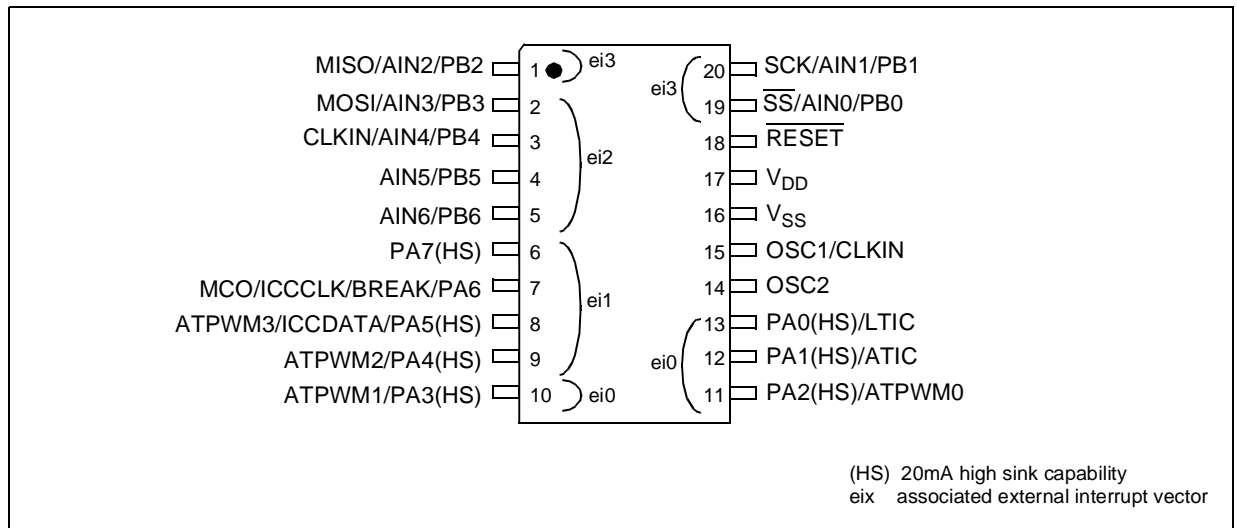 MISO/AIN2/PB2
MOSI/AIN3/PB3
CLKIN/AIN4/PB4
AIN5/PB5
AIN6/PB6
PA7(HS)
MCO/ICCCLK/BREAK/PA6
ATPWM3/ICCDATA/PA5(HS)
ATPWM2/PA4(HS)
ATPWM1/PA3(HS)
1
2
3
4
5
6
7
8
9
10
ei3
ei2
ei1
ei0
ei3
ei0
20
19
18
17
16
15
14
13
12
11
SCK/AIN1/PB1
S̅S̅/AIN0/PB0
R̅E̅S̅E̅T̅
VDD
VSS
OSC1/CLKIN
OSC2
PA0(HS)/LTIC
PA1(HS)/ATIC
PA2(HS)/ATPWM0
(HS) 20mA high sink capability
eix associated external interrupt vector